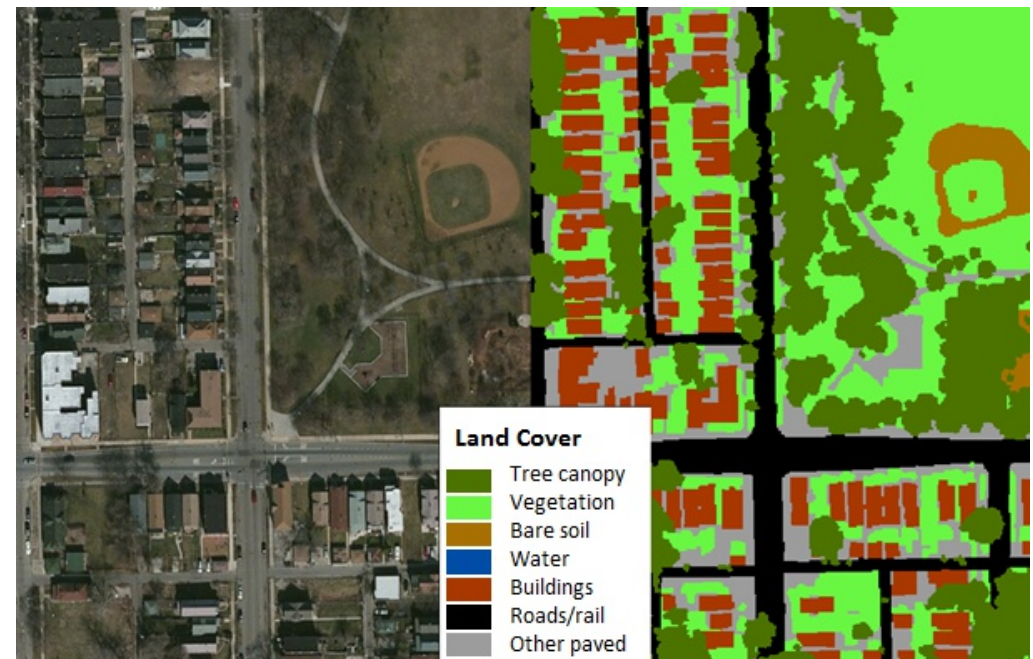 Land Cover
Tree canopy
Vegetation
Bare soil
Water
Buildings
Roads/rail
Other paved